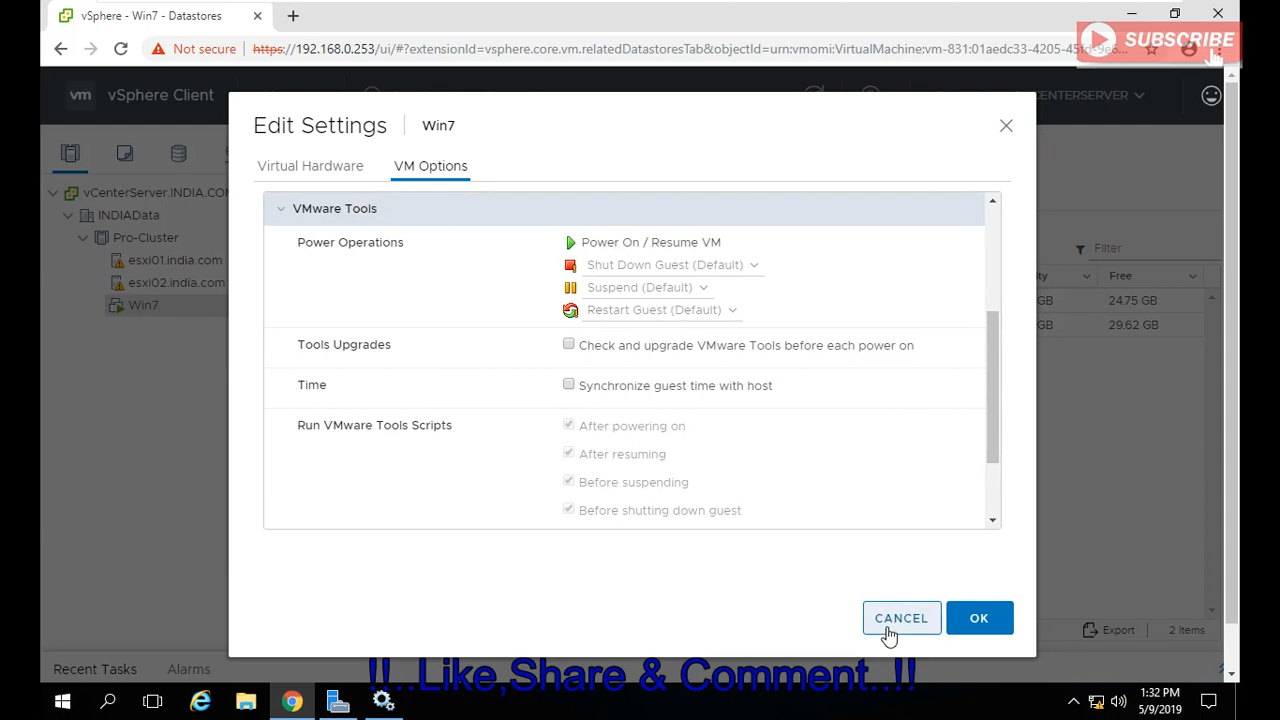 vSphere - Win7 - Datastores
Not secure
https://192.168.0.253/ui/#?extensionId=vsphere.core.vm.relatedDatastoresTab&objectId=urn:vmomi:VirtualMachine:vm-831:01aedc33-4205-45fd-9e6...
SUBSCRIBE
vm vSphere Client
CENTERSERVER
Edit Settings Win7
Virtual Hardware VM Options
vCenterServer.INDIA.CO
INDIAData
Pro-Cluster
esxi01.india.com
esxi02.india.com
Win7
VMware Tools
Power Operations
Power On / Resume VM
Shut Down Guest (Default)
Suspend (Default)
Restart Guest (Default)
Tools Upgrades
Check and upgrade VMware Tools before each power on
Time
Synchronize guest time with host
Run VMware Tools Scripts
After powering on
After resuming
Before suspending
Before shutting down guest
Filter
ity Free
GB 24.75 GB
GB 29.62 GB
CANCEL OK
Export 2 Items
Recent Tasks Alarms
!!..Like,Share & Comment..!!
1:32 PM
5/9/2019